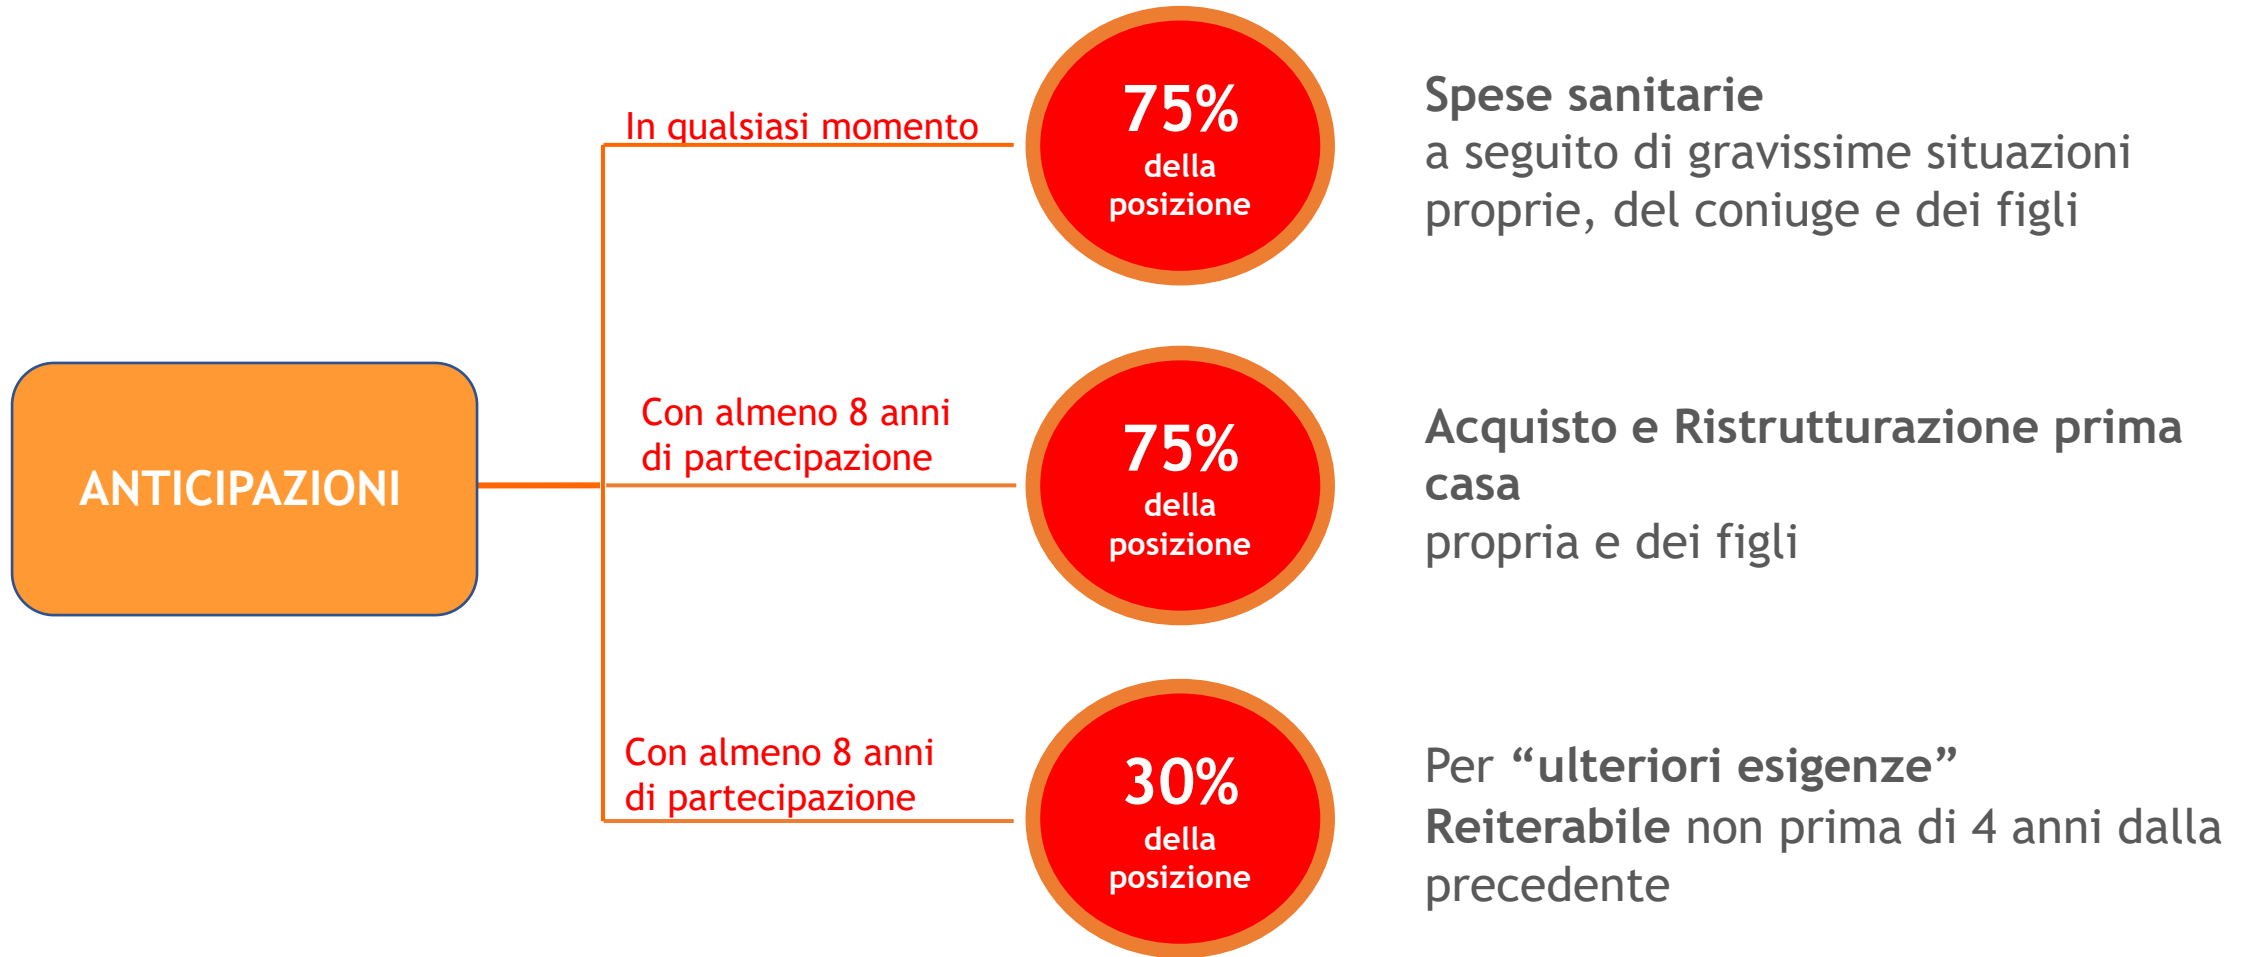 ANTICIPAZIONI
In qualsiasi momento
75%
della
posizione
Spese sanitarie
a seguito di gravissime situazioni
proprie, del coniuge e dei figli
Con almeno 8 anni
di partecipazione
75%
della
posizione
Acquisto e Ristrutturazione prima
casa
propria e dei figli
Con almeno 8 anni
di partecipazione
30%
della
posizione
Per “ulteriori esigenze”
Reiterabile non prima di 4 anni dalla
precedente